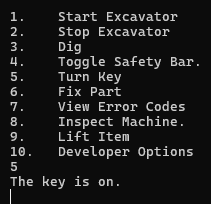 1.    Start Excavator
2.    Stop Excavator
3.    Dig
4.    Toggle Safety Bar.
5.    Turn Key
6.    Fix Part
7.    View Error Codes
8.    Inspect Machine.
9.    Lift Item
10.   Developer Options
5
The key is on.